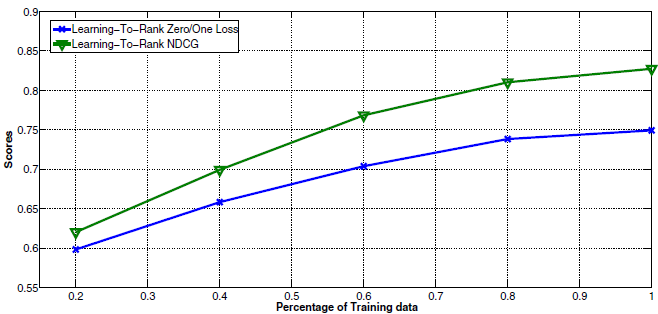 0.9
Learning-To-Rank Zero/One Loss
Learning-To-Rank NDCG
0.85
0.8
0.75
0.7
0.65
0.6
0.55
Scores
0.2 0.3 0.4 0.5 0.6 0.7 0.8 0.9 1
Percentage of Training data